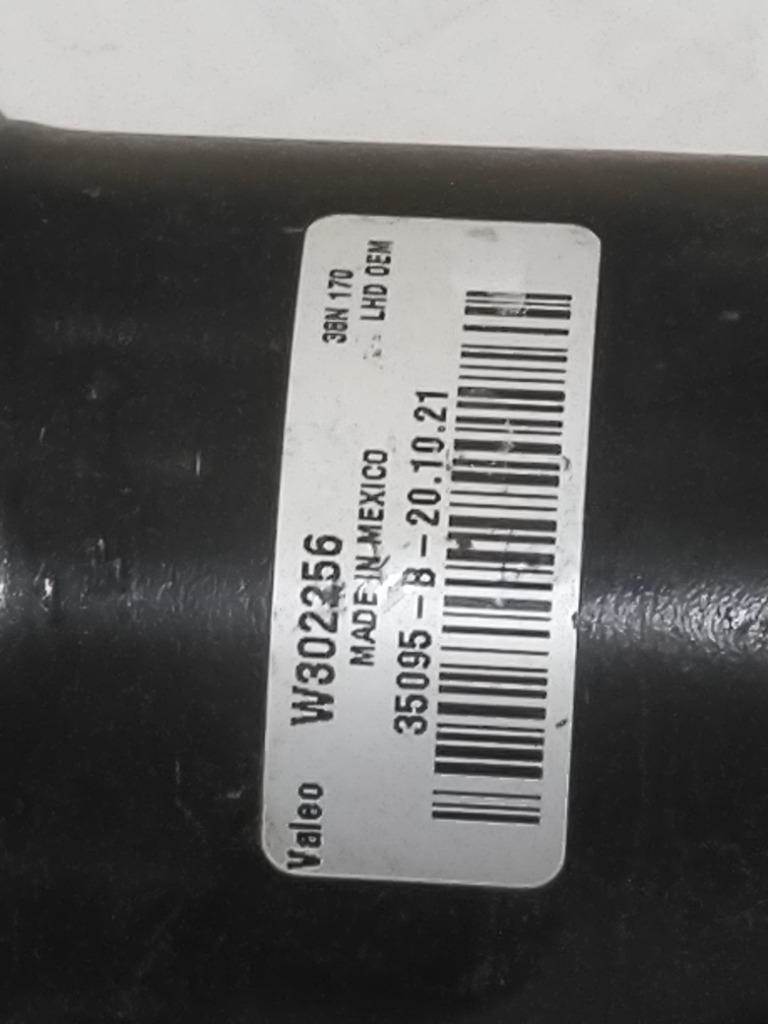 Valeo W302256 38N 170
MADE IN MEXICO LHD OEM
35095-B-20.10.21